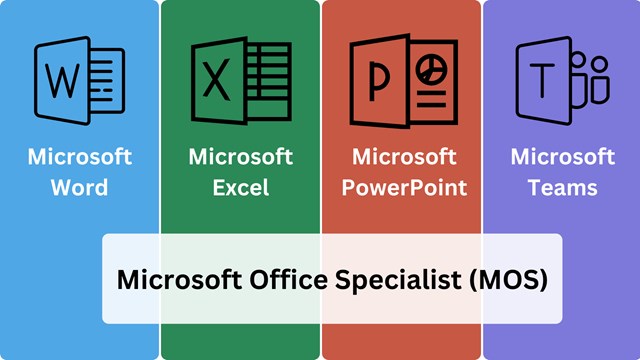 W
X
P
T
Microsoft
Word
Microsoft
Excel
Microsoft
PowerPoint
Microsoft
Teams
Microsoft Office Specialist (MOS)